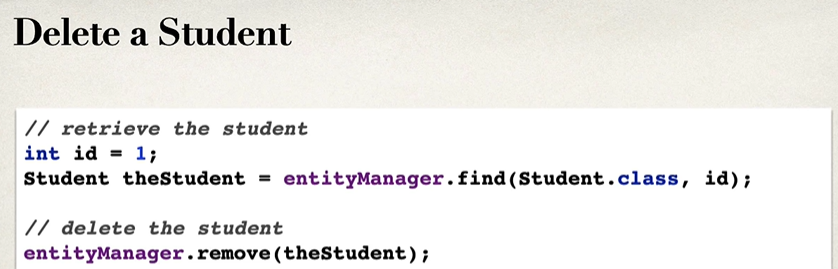 Delete a Student
// retrieve the student
int id = 1;
Student theStudent = entityManager.find(Student.class, id);
// delete the student
entityManager.remove(theStudent);